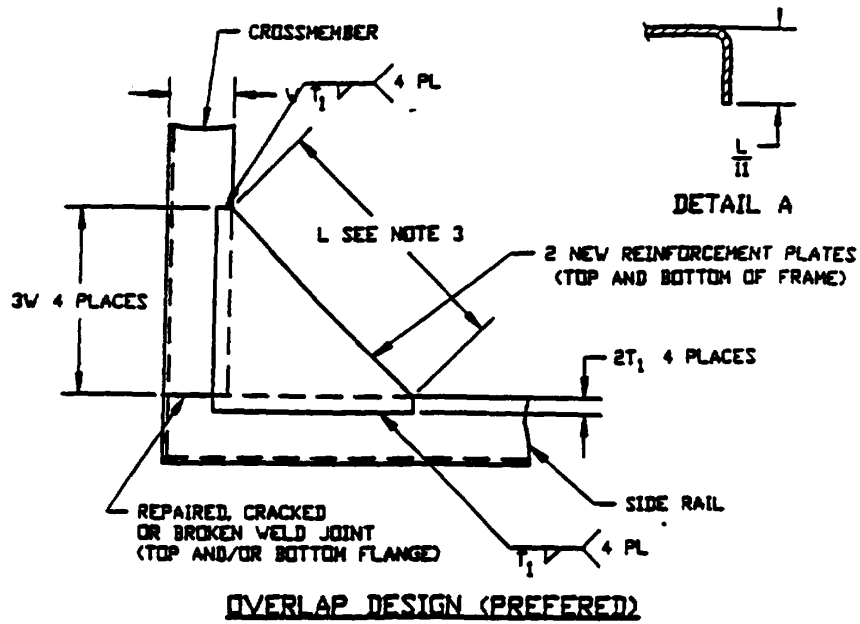 CROSSMEMBER
W
T1
4 PL
L
11
DETAIL A
L SEE NOTE 3
2 NEW REINFORCEMENT PLATES
(TOP AND BOTTOM OF FRAME)
3W 4 PLACES
2T1 4 PLACES
REPAIRED, CRACKED
OR BROKEN WELD JOINT
(TOP AND/OR BOTTOM FLANGE)
SIDE RAIL
T1
4 PL
OVERLAP DESIGN (PREFERED)